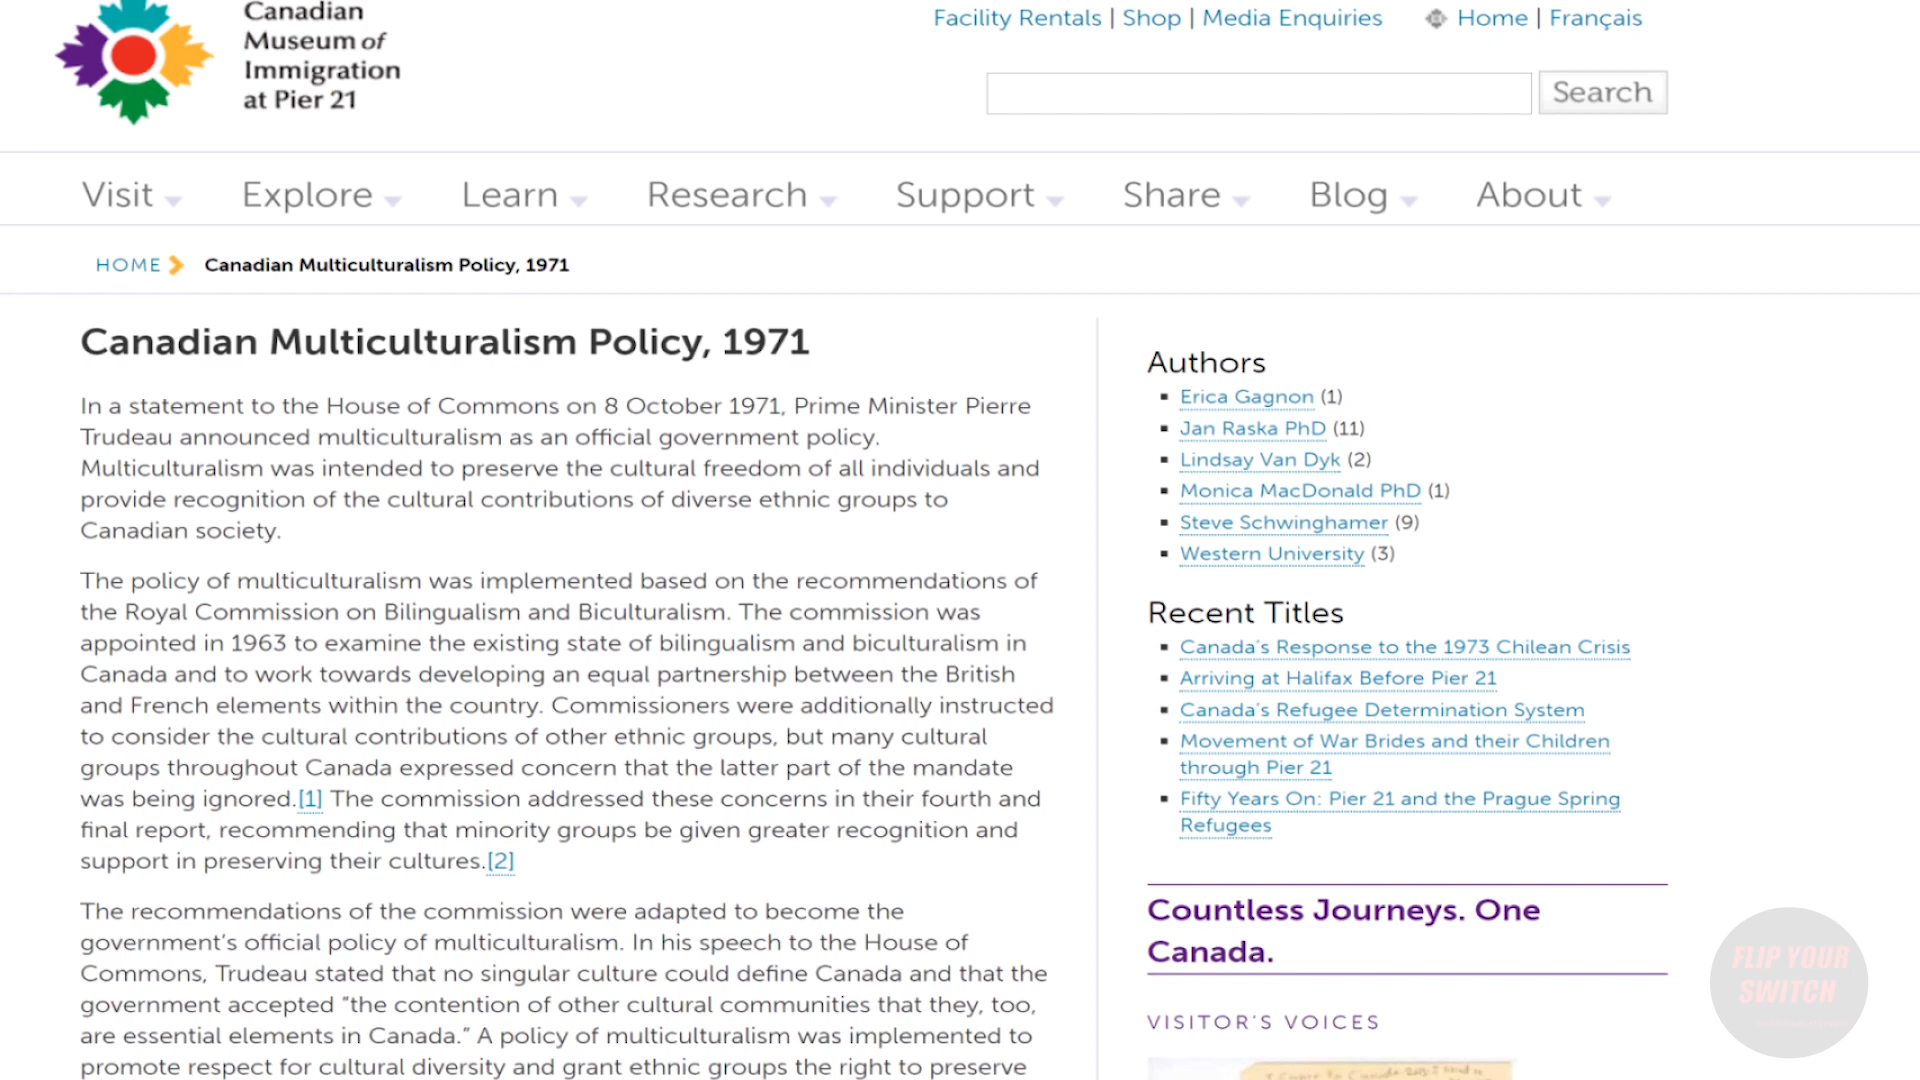 Canadian
Museum of
Immigration
at Pier 21
Facility Rentals | Shop | Media Enquiries Home | Français
Search
Visit Explore Learn Research Support Share Blog About
HOME Canadian Multiculturalism Policy, 1971
Canadian Multiculturalism Policy, 1971
In a statement to the House of Commons on 8 October 1971, Prime Minister Pierre
Trudeau announced multiculturalism as an official government policy.
Multiculturalism was intended to preserve the cultural freedom of all individuals and
provide recognition of the cultural contributions of diverse ethnic groups to
Canadian society.
The policy of multiculturalism was implemented based on the recommendations of
the Royal Commission on Bilingualism and Biculturalism. The commission was
appointed in 1963 to examine the existing state of bilingualism and biculturalism in
Canada and to work towards developing an equal partnership between the British
and French elements within the country. Commissioners were additionally instructed
to consider the cultural contributions of other ethnic groups, but many cultural
groups throughout Canada expressed concern that the latter part of the mandate
was being ignored.[1] The commission addressed these concerns in their fourth and
final report, recommending that minority groups be given greater recognition and
support in preserving their cultures.[2]
The recommendations of the commission were adapted to become the
government's official policy of multiculturalism. In his speech to the House of
Commons, Trudeau stated that no singular culture could define Canada and that the
government accepted "the contention of other cultural communities that they, too,
are essential elements in Canada." A policy of multiculturalism was implemented to
promote respect for cultural diversity and grant ethnic groups the right to preserve
Authors
Erica Gagnon (1)
Jan Raska PhD (11)
Lindsay Van Dyk (2)
Monica MacDonald PhD (1)
Steve Schwinghamer (9)
Western University (3)
Recent Titles
Canada's Response to the 1973 Chilean Crisis
Arriving at Halifax Before Pier 21
Canada's Refugee Determination System
Movement of War Brides and their Children
through Pier 21
Fifty Years On: Pier 21 and the Prague Spring
Refugees
Countless Journeys. One
Canada.
VISITOR'S VOICES
FLIP YOUR
SWITCH